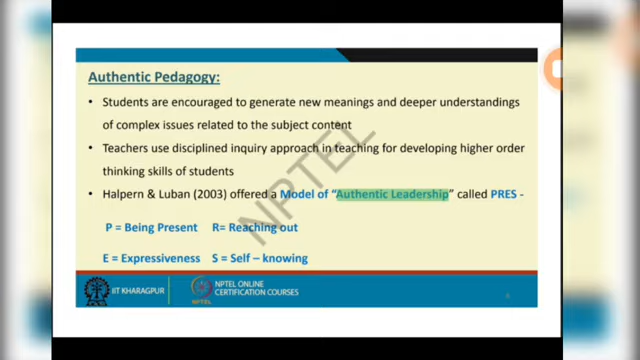 Authentic Pedagogy:
• Students are encouraged to generate new meanings and deeper understandings
of complex issues related to the subject content
• Teachers use disciplined inquiry approach in teaching for developing higher order
thinking skills of students
• Halpern & Luban (2003) offered a Model of “Authentic Leadership” called PRES -
P = Being Present R= Reaching out
E = Expressiveness S = Self – knowing
NPTEL
IIT KHARAGPUR
NPTEL
NPTEL ONLINE
CERTIFICATION COURSES